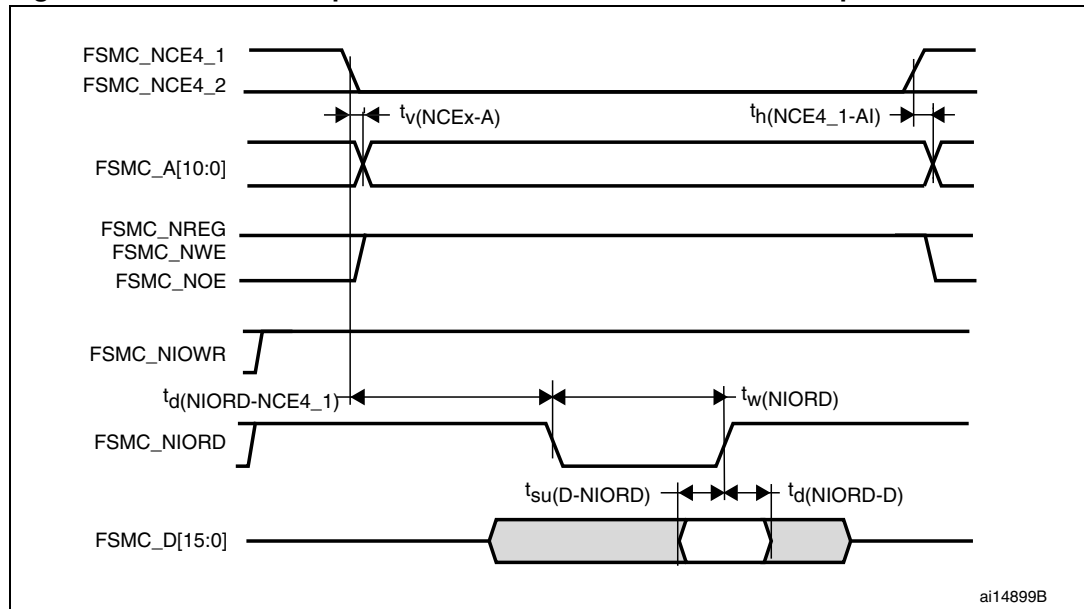 FSMC_NCE4_1
FSMC_NCE4_2
tv(NCEx-A)
th(NCE4_1-AI)
FSMC_A[10:0]
FSMC_NREG
FSMC_NWE
FSMC_NOE
FSMC_NIOWR
td(NIORD-NCE4_1)
tw(NIORD)
FSMC_NIORD
tsu(D-NIORD)
td(NIORD-D)
FSMC_D[15:0]
ai14899B